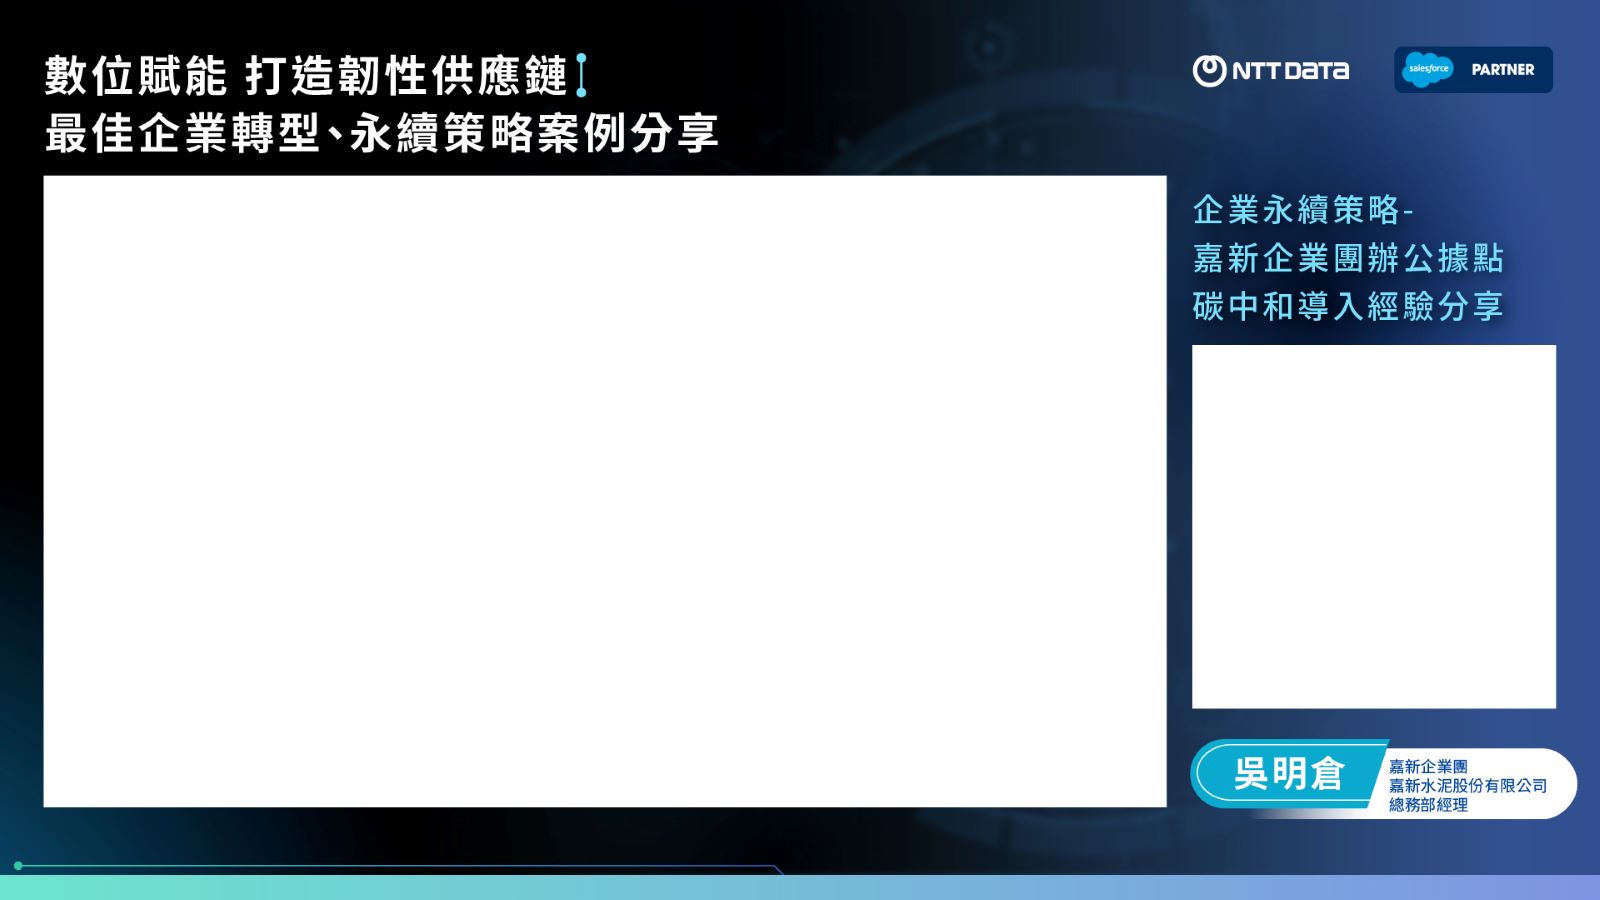 數位賦能 打造韌性供應鏈
最佳企業轉型、永續策略案例分享
NTT DATA
salesforce PARTNER
企業永續策略-
嘉新企業團辦公據點
碳中和導入經驗分享
吳明倉
嘉新企業團
嘉新水泥股份有限公司
總務部經理